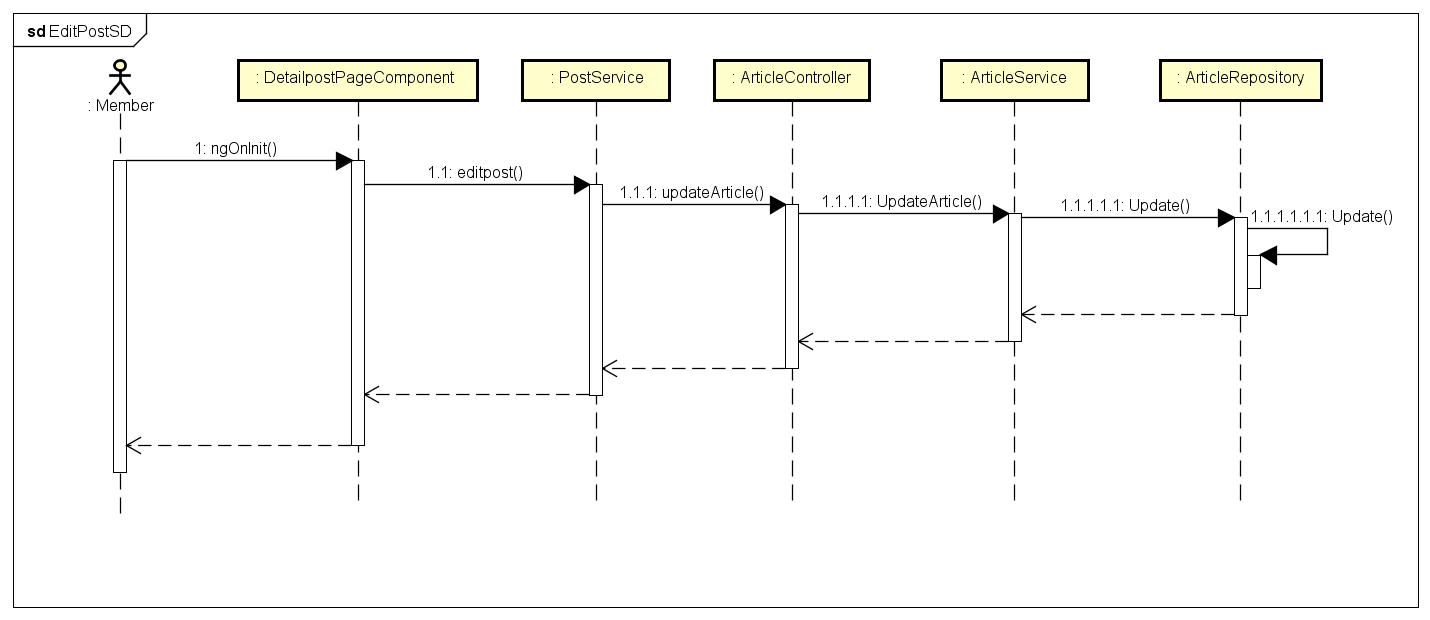 sd EditPostSD
: Member
: DetailpostPageComponent
: PostService
: ArticleController
: ArticleService
: ArticleRepository
1: ngOnInit()
1.1: editpost()
1.1.1: updateArticle()
1.1.1.1: UpdateArticle()
1.1.1.1.1: Update()
1.1.1.1.1.1: Update()